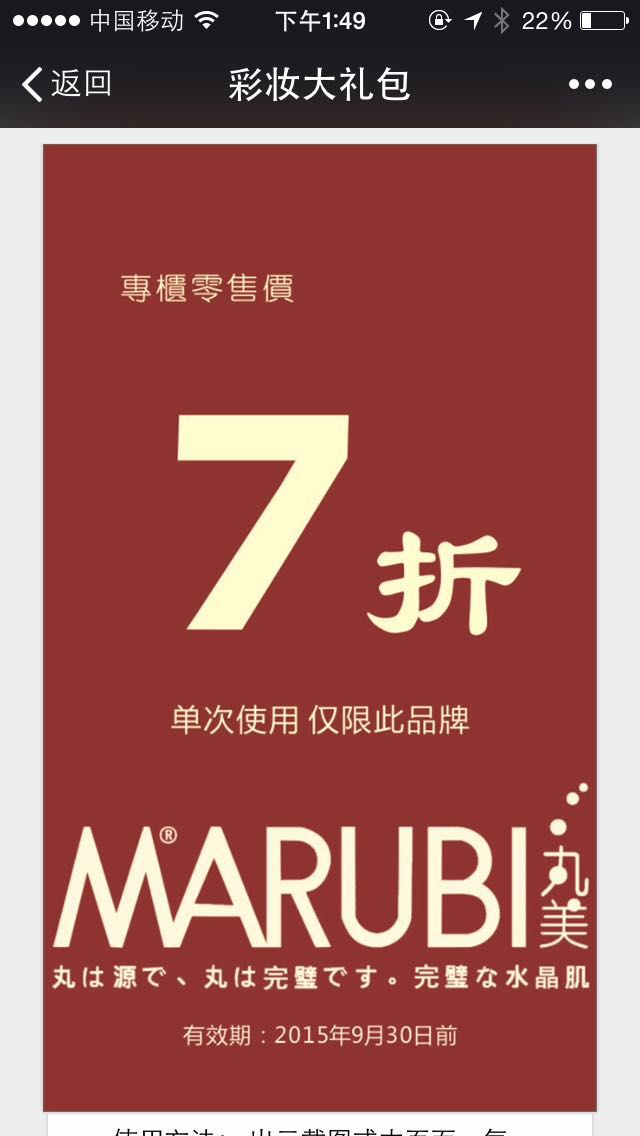 中国移动 下午1:49 22%
返回 彩妆大礼包
專櫃零售價
7折
单次使用 仅限此品牌
MARUBI® 丸美
丸は源で、丸は完璧です。完璧な水晶肌
有效期：2015年9月30日前